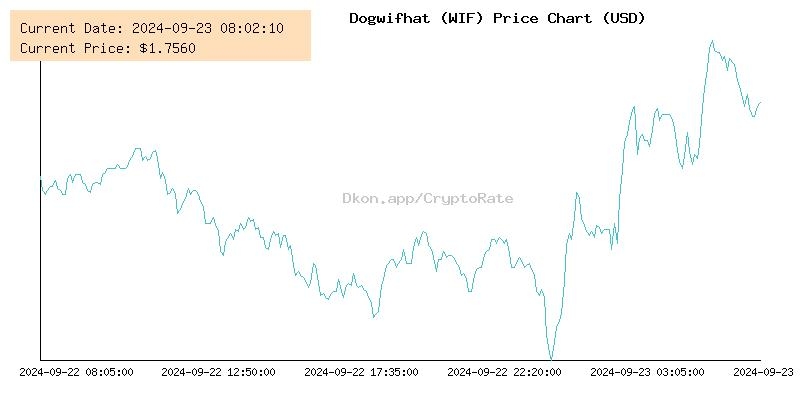 Dogwifhat (WIF) Price Chart (USD)
Current Date: 2024-09-23 08:02:10
Current Price: $1.7560
Dkon.app/CryptoRate
2024-09-22 08:05:00
2024-09-22 12:50:00
2024-09-22 17:35:00
2024-09-22 22:20:00
2024-09-23 03:05:00
2024-09-23